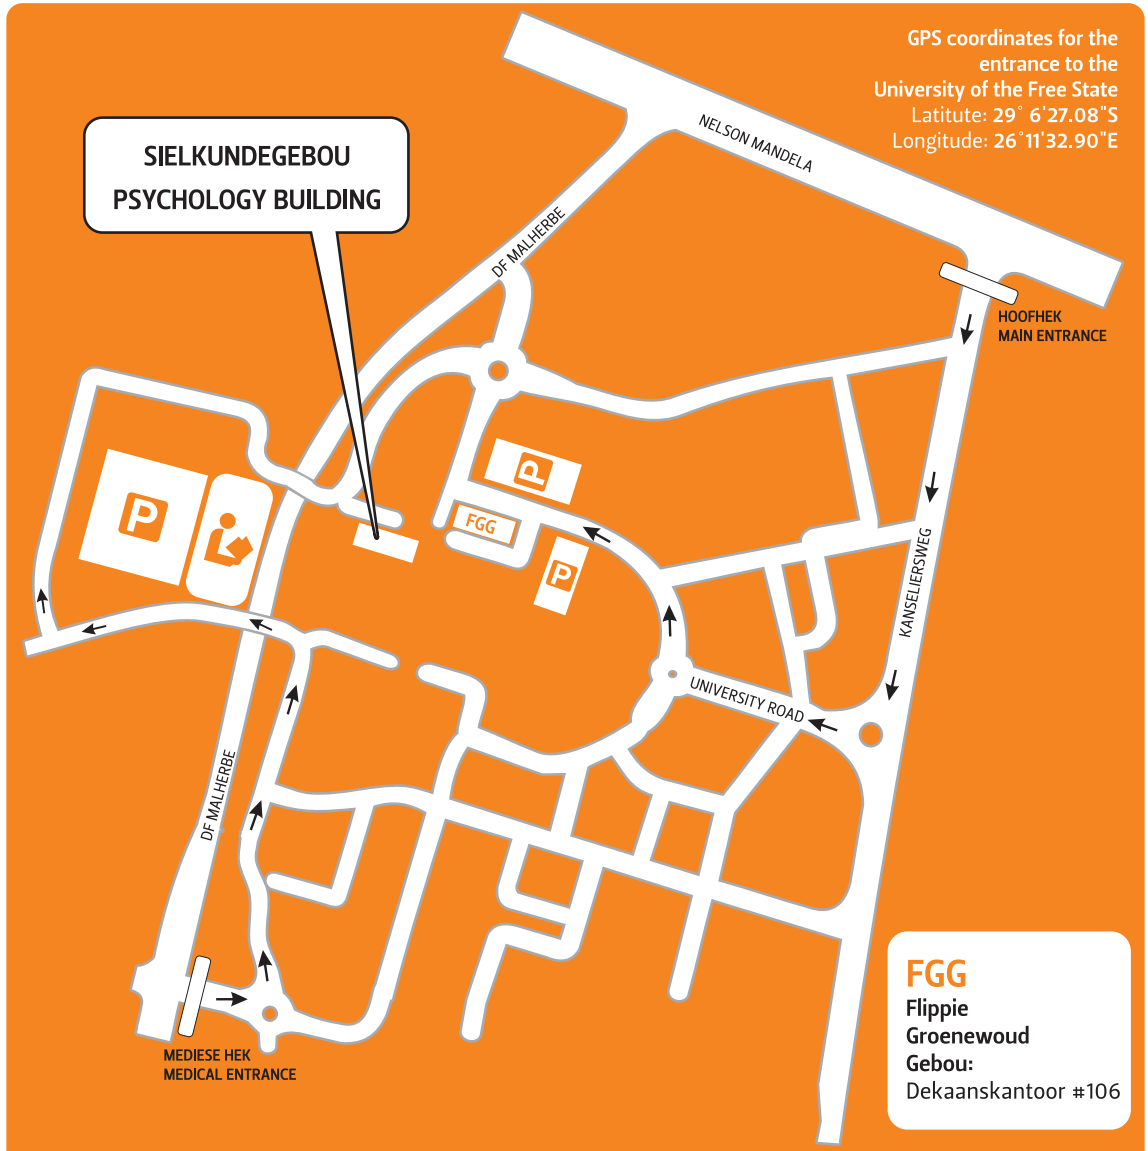 GPS coordinates for the
entrance to the
University of the Free State
Latitute: 29° 6'27.08"S
Longitude: 26°11'32.90"E
NELSON MANDELA
SIELKUNDEGEBOU
PSYCHOLOGY BUILDING
DF MALHERBE
HOOFHEK
MAIN ENTRANCE
P
P
FGG
P
KANSELIERSWEG
UNIVERSITY ROAD
DF MALHERBE
MEDIESE HEK
MEDICAL ENTRANCE
FGG
Flippie
Groenewoud
Gebou:
Dekaanskantoor #106